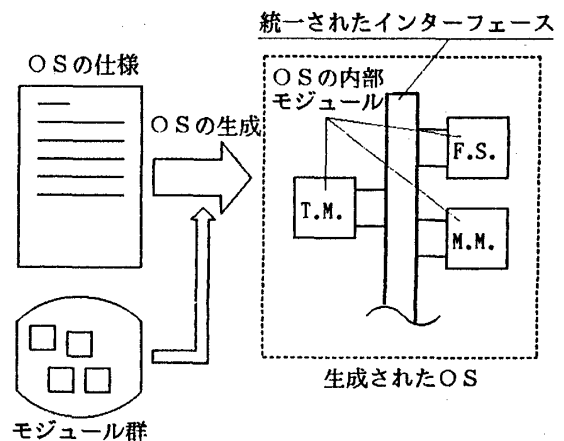 統一されたインターフェース
OSの仕様
OSの内部
モジュール
OSの生成
F.S.
T.M.
M.M.
生成されたOS
モジュール群